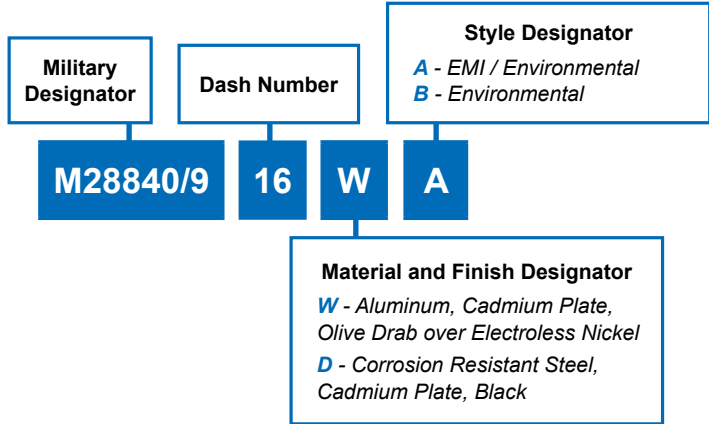 Style Designator
A - EMI / Environmental
B - Environmental
Military
Designator
Dash Number
M28840/9
16
W
A
Material and Finish Designator
W - Aluminum, Cadmium Plate,
Olive Drab over Electroless Nickel
D - Corrosion Resistant Steel,
Cadmium Plate, Black